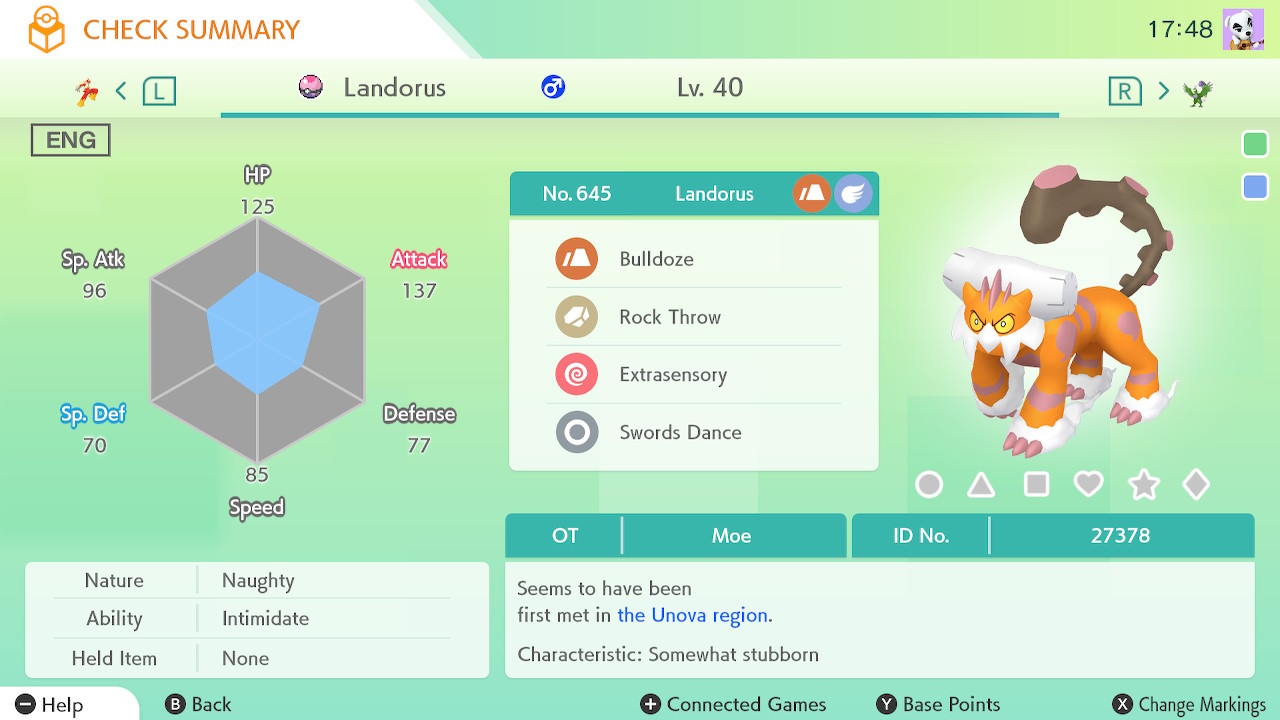 CHECK SUMMARY
17:48
L
Landorus
Lv. 40
R
ENG
HP
125
Sp. Atk
96
Attack
137
Sp. Def
70
Defense
77
85
Speed
No. 645 Landorus
Bulldoze
Rock Throw
Extrasensory
Swords Dance
OT Moe
ID No. 27378
Nature Naughty
Ability Intimidate
Held Item None
Seems to have been
first met in the Unova region.
Characteristic: Somewhat stubborn
Help
B Back
Connected Games
Y Base Points
X Change Markings